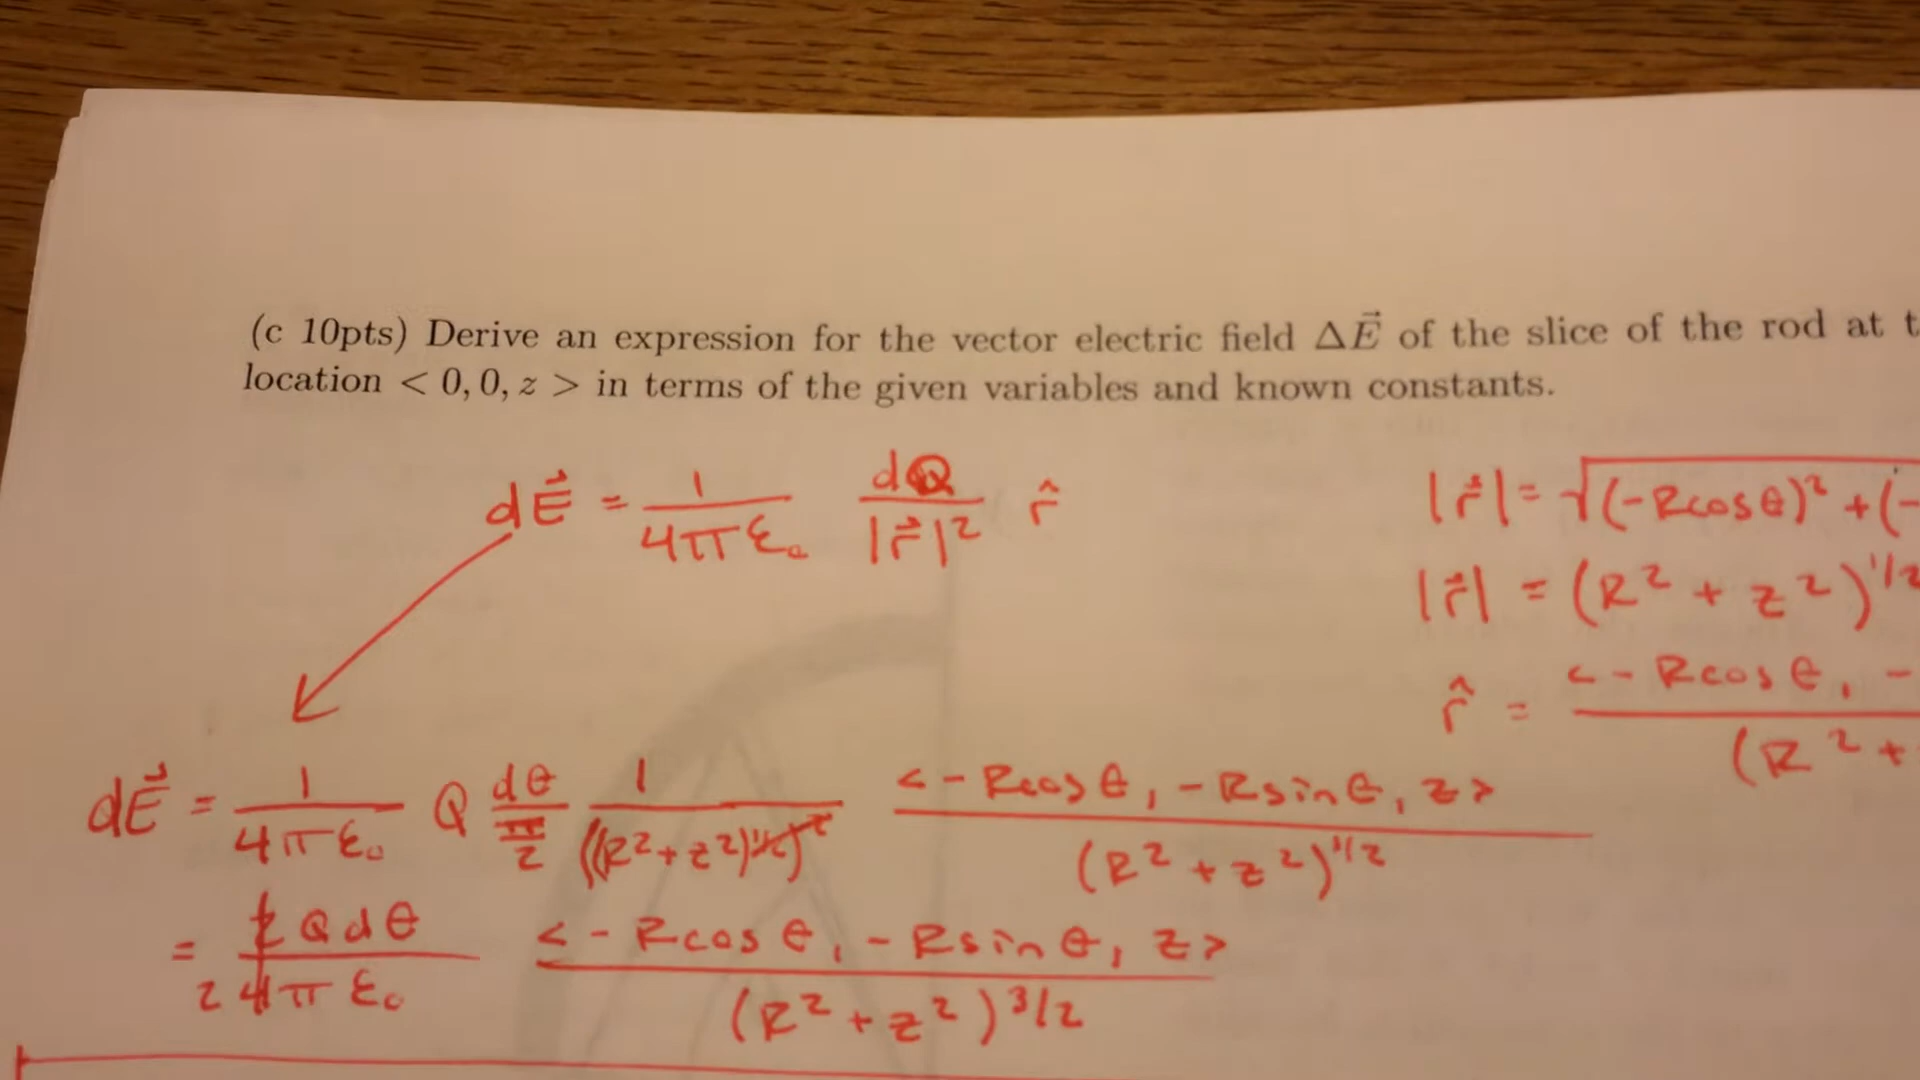 (c 10pts) Derive an expression for the vector electric field ΔE⃗ of the slice of the rod at t
location < 0, 0, z > in terms of the given variables and known constants.
dE⃗ = 1/(4πε₀) dQ/|r⃗|² r̂
|r⃗| = √(-Rcosθ)² + (-
|r⃗| = (R² + z²)^1/2
r̂ = <-Rcosθ, - / (R² +
dE⃗ = 1/(4πε₀) Q dθ/(π/2) 1/((R²+z²)^1/2)² <-Rcosθ, -Rsinθ, z>/(R² + z²)^1/2
= 2Qdθ/(2 4πε₀) <-Rcosθ, -Rsinθ, z>/(R² + z²)^3/2